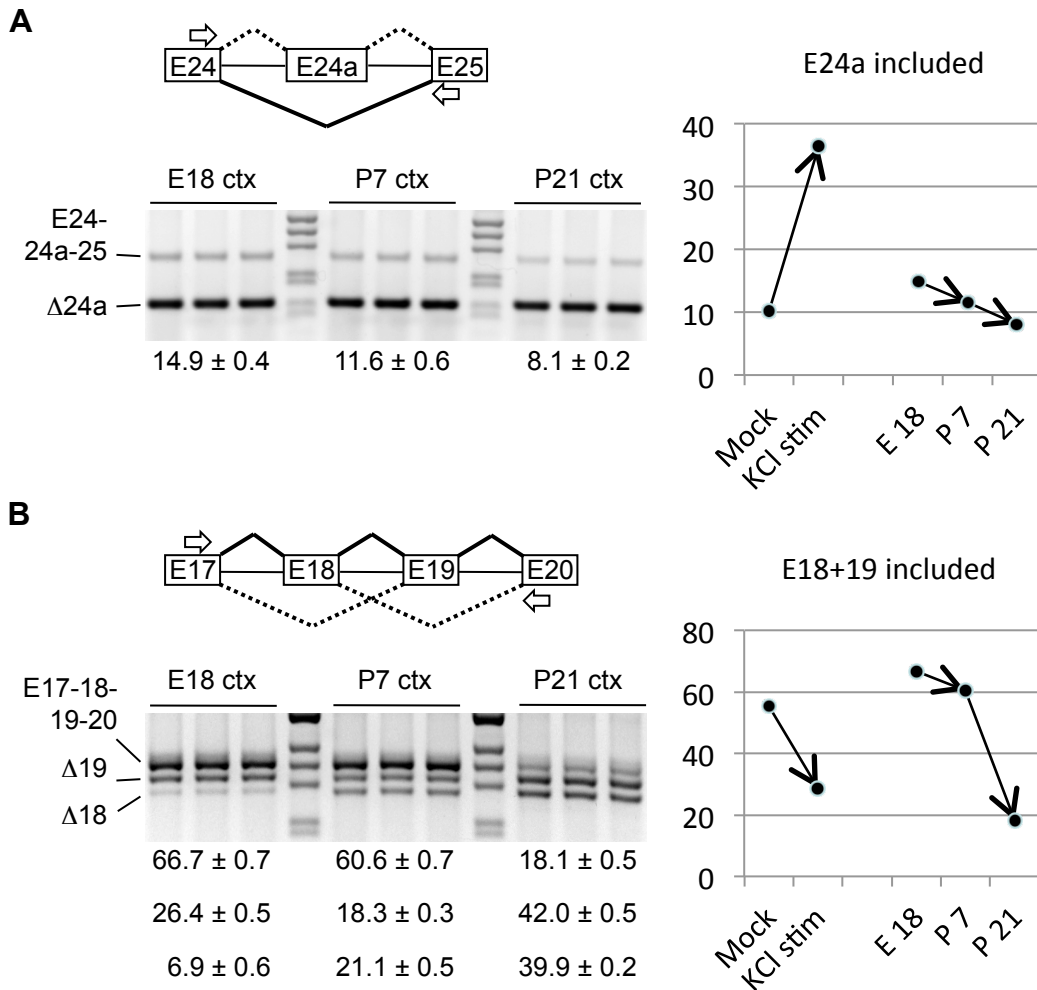 A
E24 E24a E25
E18 ctx P7 ctx P21 ctx
E24-
24a-25
Δ24a
14.9 ± 0.4 11.6 ± 0.6 8.1 ± 0.2
E24a included
40
30
20
10
0
Mock KCl stim E 18 P 7 P 21
B
E17 E18 E19 E20
E18 ctx P7 ctx P21 ctx
E17-18-
19-20
Δ19
Δ18
66.7 ± 0.7 60.6 ± 0.7 18.1 ± 0.5
26.4 ± 0.5 18.3 ± 0.3 42.0 ± 0.5
6.9 ± 0.6 21.1 ± 0.5 39.9 ± 0.2
E18+19 included
80
60
40
20
0
Mock KCl stim E 18 P 7 P 21